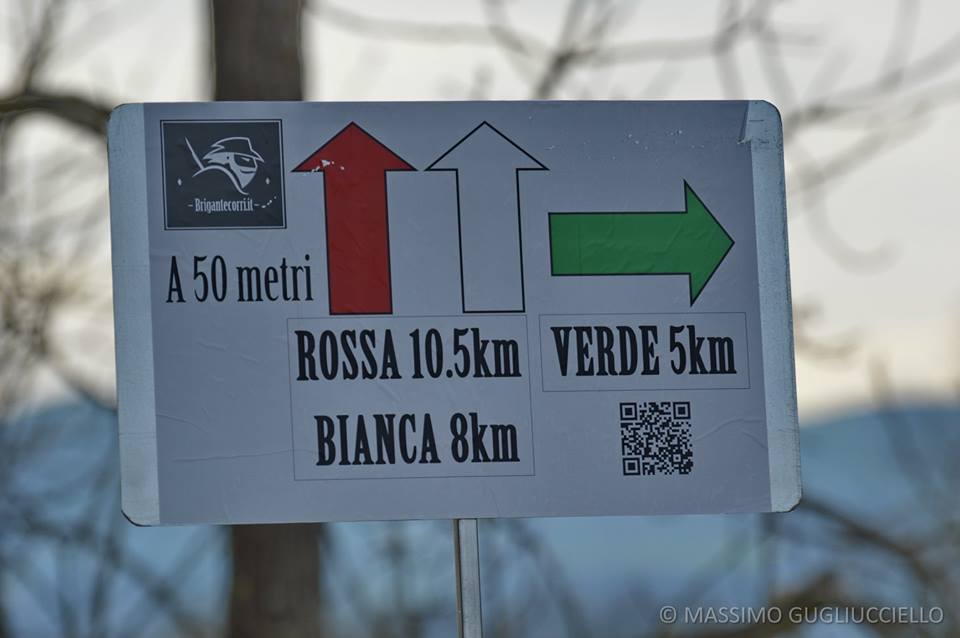 - Brigantecorri.it -
A 50 metri
ROSSA 10.5km
BIANCA 8km
VERDE 5km
© MASSIMO GUGLIUCCIELLO